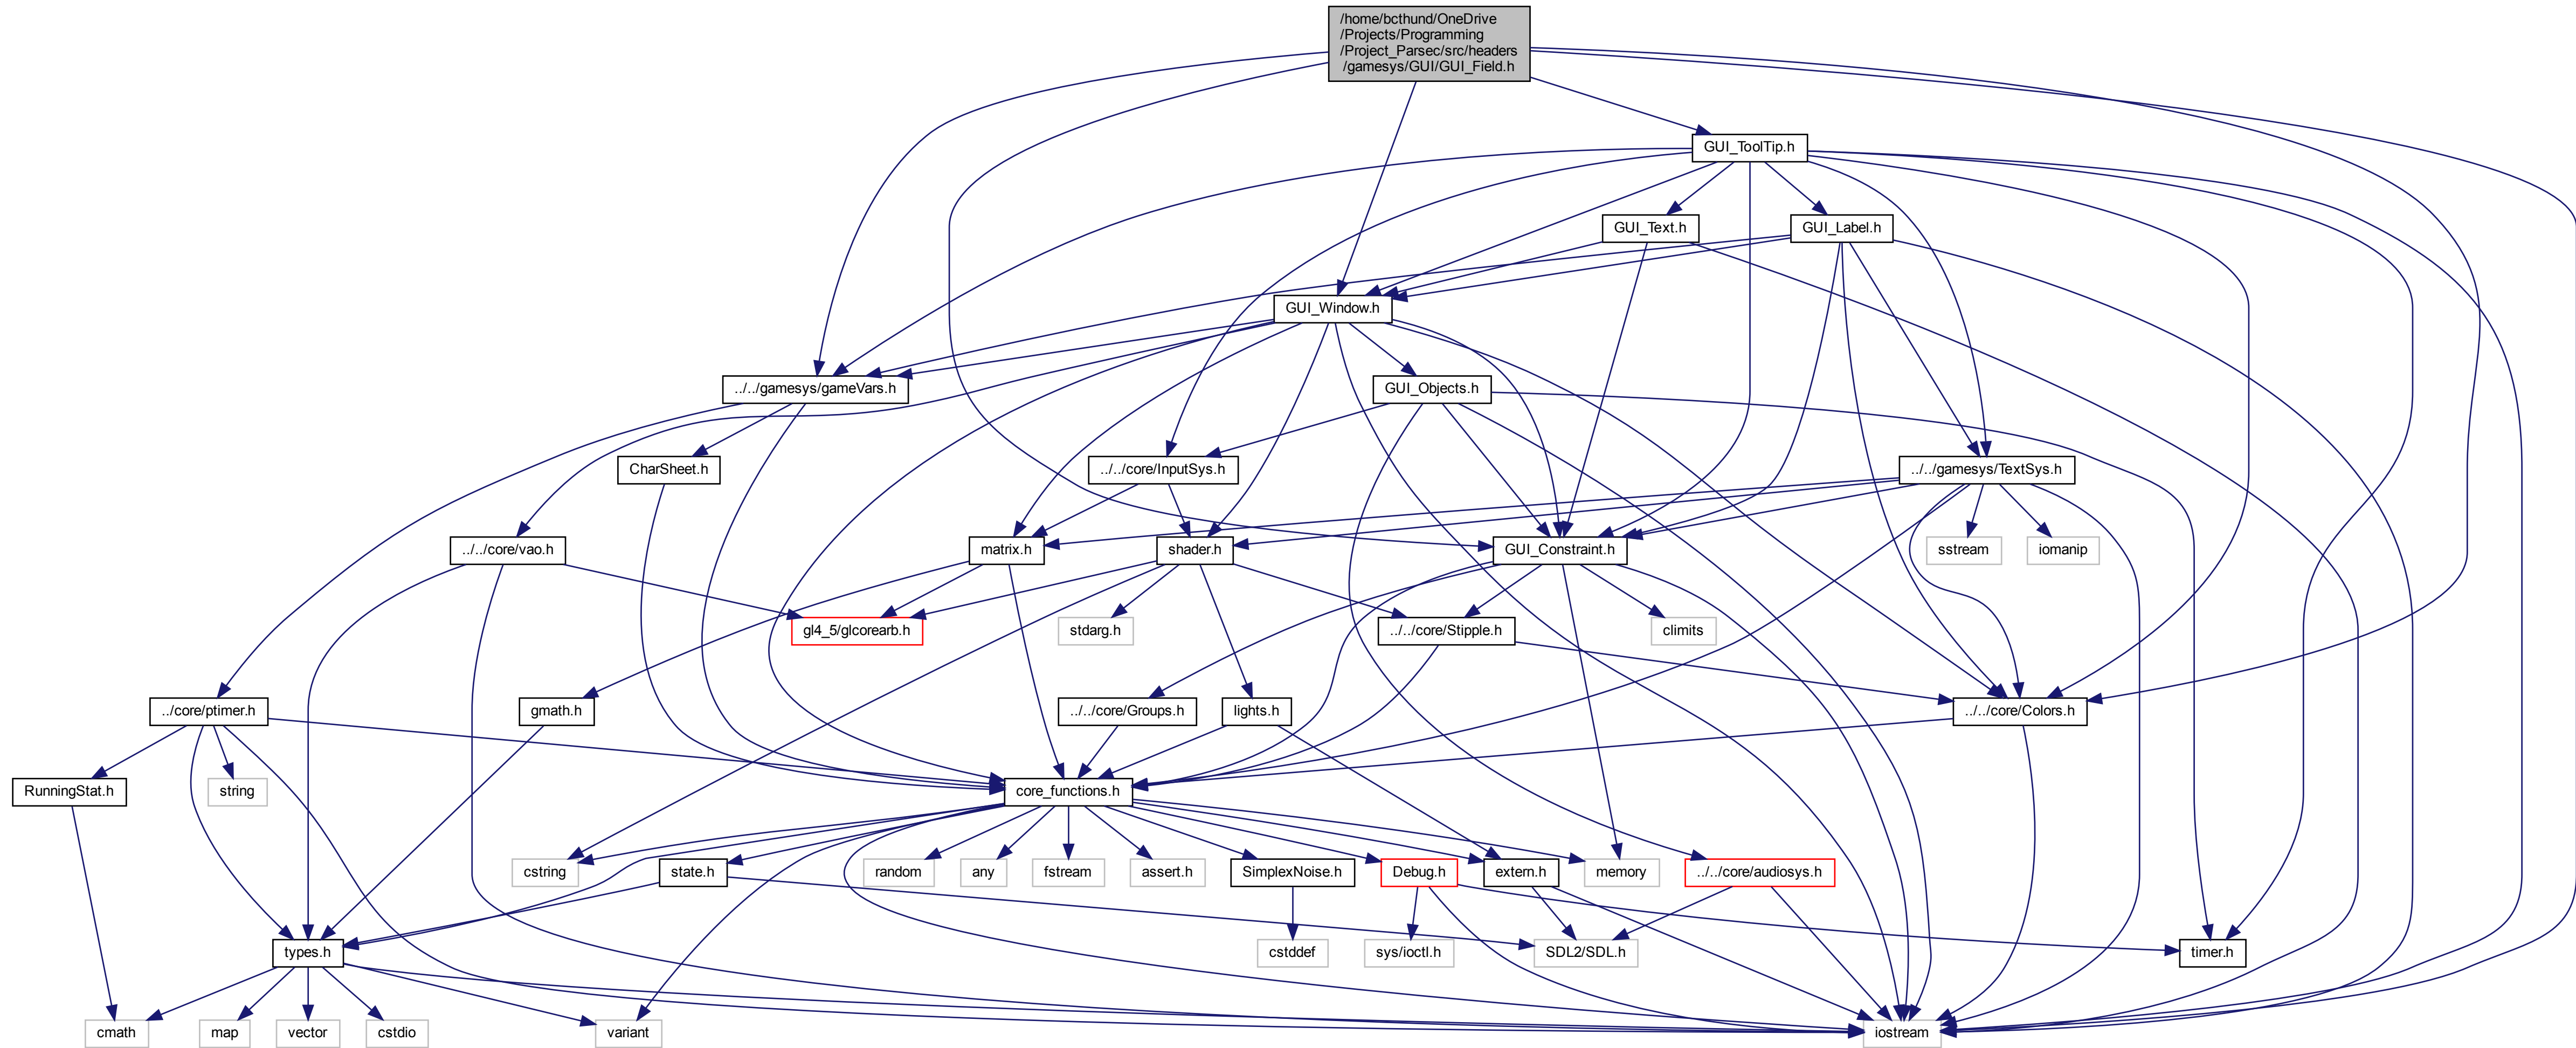 /home/bcthund/OneDrive
/Projects/Programming
/Project_Parsec/src/headers
/gamesys/GUI/GUI_Field.h
GUI_ToolTip.h
GUI_Text.h
GUI_Label.h
GUI_Window.h
../../gamesys/gameVars.h
GUI_Objects.h
CharSheet.h
../../core/InputSys.h
../../gamesys/TextSys.h
../../core/vao.h
matrix.h
shader.h
GUI_Constraint.h
sstream
iomanip
gl4_5/glcorearb.h
stdarg.h
../../core/Stipple.h
climits
../core/ptimer.h
gmath.h
../../core/Groups.h
lights.h
../../core/Colors.h
RunningStat.h
string
core_functions.h
cstring
state.h
random
any
fstream
assert.h
SimplexNoise.h
Debug.h
extern.h
memory
../../core/audiosys.h
types.h
cstddef
sys/ioctl.h
SDL2/SDL.h
timer.h
cmath
map
vector
cstdio
variant
iostream